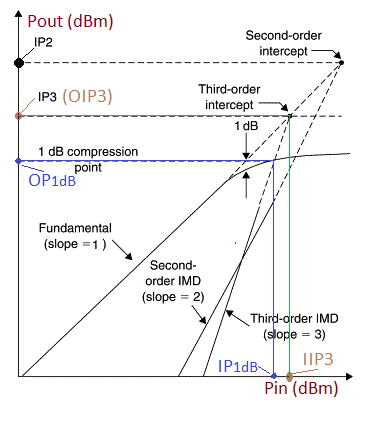 Pout (dBm)
Second-order
intercept
IP2
Third-order
intercept
IP3 (OIP3)
1 dB
1 dB compression
point
OP1dB
Fundamental
(slope =1 )
Second-
order IMD
(slope = 2)
Third-order IMD
(slope = 3)
IP1dB
IIP3
Pin (dBm)